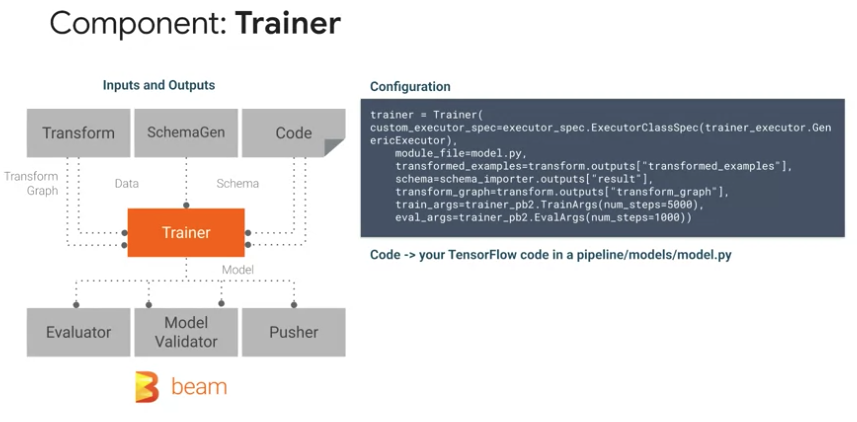 Component: Trainer
Inputs and Outputs
Transform
SchemaGen
Code
Transform
Graph
Data
Schema
Trainer
Model
Evaluator
Model
Validator
Pusher
beam
Configuration
trainer = Trainer(
custom_executor_spec=executor_spec.ExecutorClassSpec(trainer_executor.Gen
ericExecutor),
    module_file=model.py,
    transformed_examples=transform.outputs["transformed_examples"],
    schema=schema_importer.outputs["result"],
    transform_graph=transform.outputs["transform_graph"],
    train_args=trainer_pb2.TrainArgs(num_steps=5000),
    eval_args=trainer_pb2.EvalArgs(num_steps=1000))
Code -> your TensorFlow code in a pipeline/models/model.py